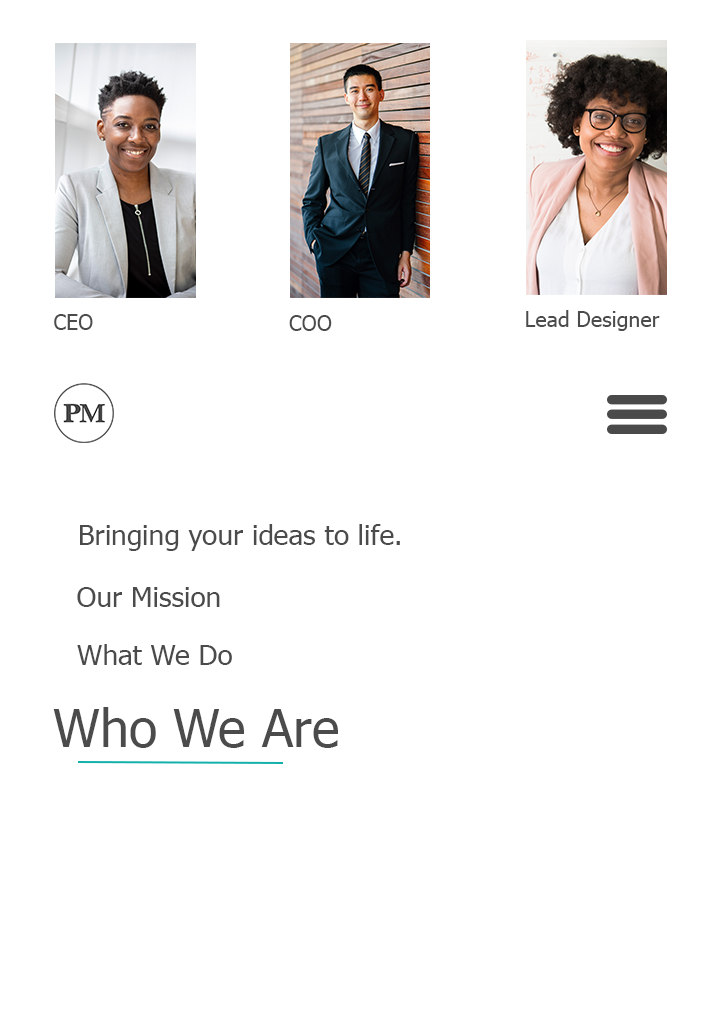 CEO
COO
Lead Designer
PM
Bringing your ideas to life.
Our Mission
What We Do
Who We Are